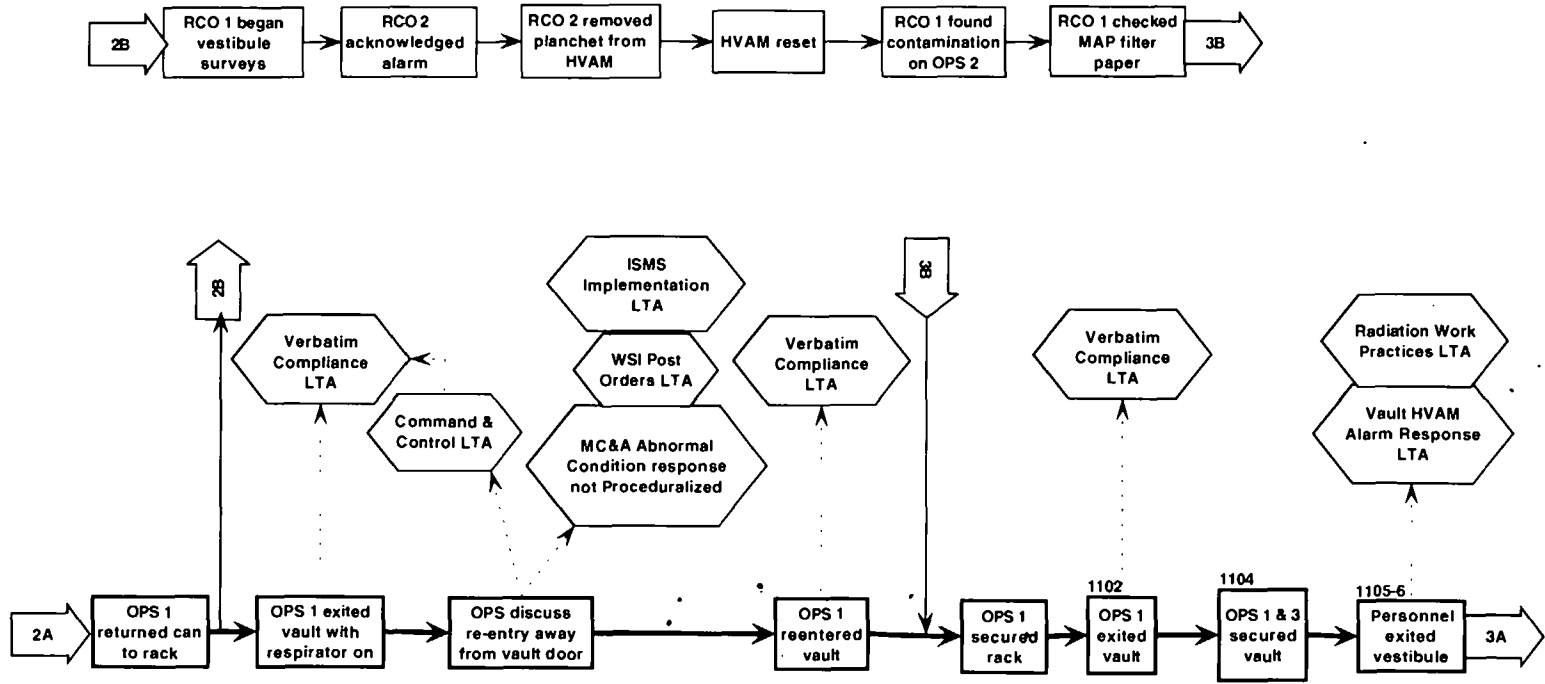 2B
RCO 1 began
vestibule
surveys
RCO 2
acknowledged
alarm
RCO 2 removed
planchet from
HVAM
HVAM reset
RCO 1 found
contamination
on OPS 2
RCO 1 checked
MAP filter
paper
3B
2B
Verbatim
Compliance
LTA
Command &
Control LTA
ISMS
Implementation
LTA
WSI Post
Orders LTA
MC&A Abnormal
Condition response
not Proceduralized
Verbatim
Compliance
LTA
3B
Verbatim
Compliance
LTA
Radiation Work
Practices LTA
Vault HVAM
Alarm Response
LTA
2A
OPS 1
returned can
to rack
OPS 1 exited
vault with
respirator on
OPS discuss
re-entry away
from vault door
OPS 1
reentered
vault
OPS 1
secured
rack
1102
OPS 1
exited
vault
1104
OPS 1 & 3
secured
vault
1105-6
Personnel
exited
vestibule
3A